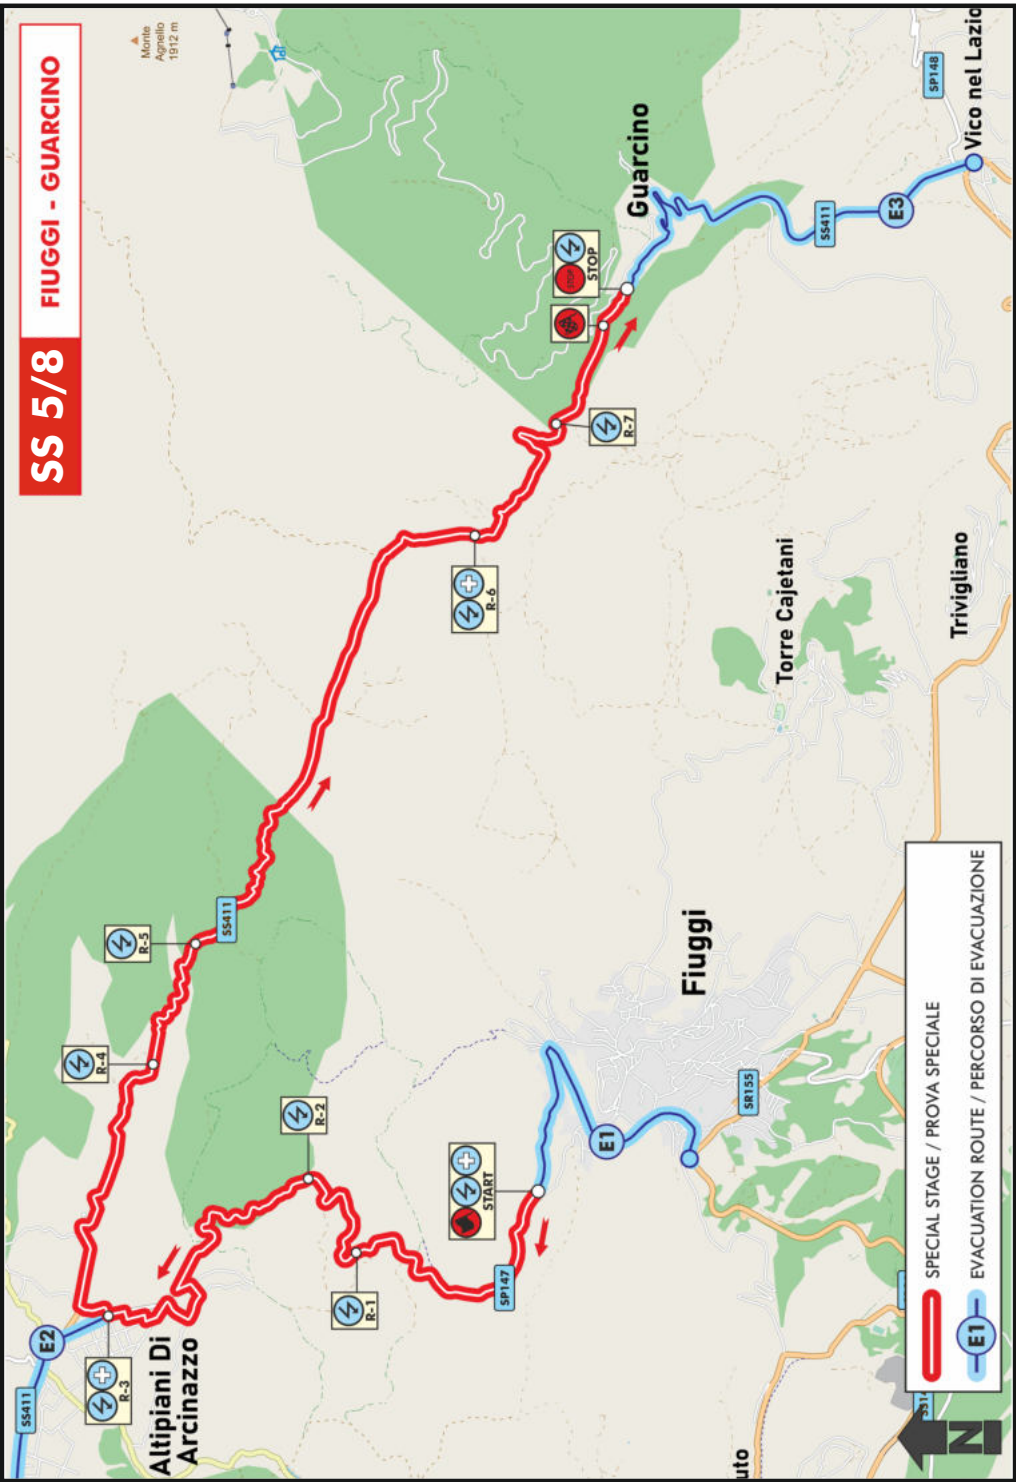 SS 5/8
FIUGGI - GUARCINO
Monte
Agnello
1912 m
SP148
Vico nel Lazio
Guarcino
E3
SS411
STOP
STOP
R-7
R-6
Torre Cajetani
Trivigliano
SS411
R-5
R-4
R-2
Fiuggi
SR155
E1
START
SP147
R-1
E2
SS411
R-3
Altipiani Di
Arcinazzo
uto
SPECIAL STAGE / PROVA SPECIALE
E1
EVACUATION ROUTE / PERCORSO DI EVACUAZIONE
N